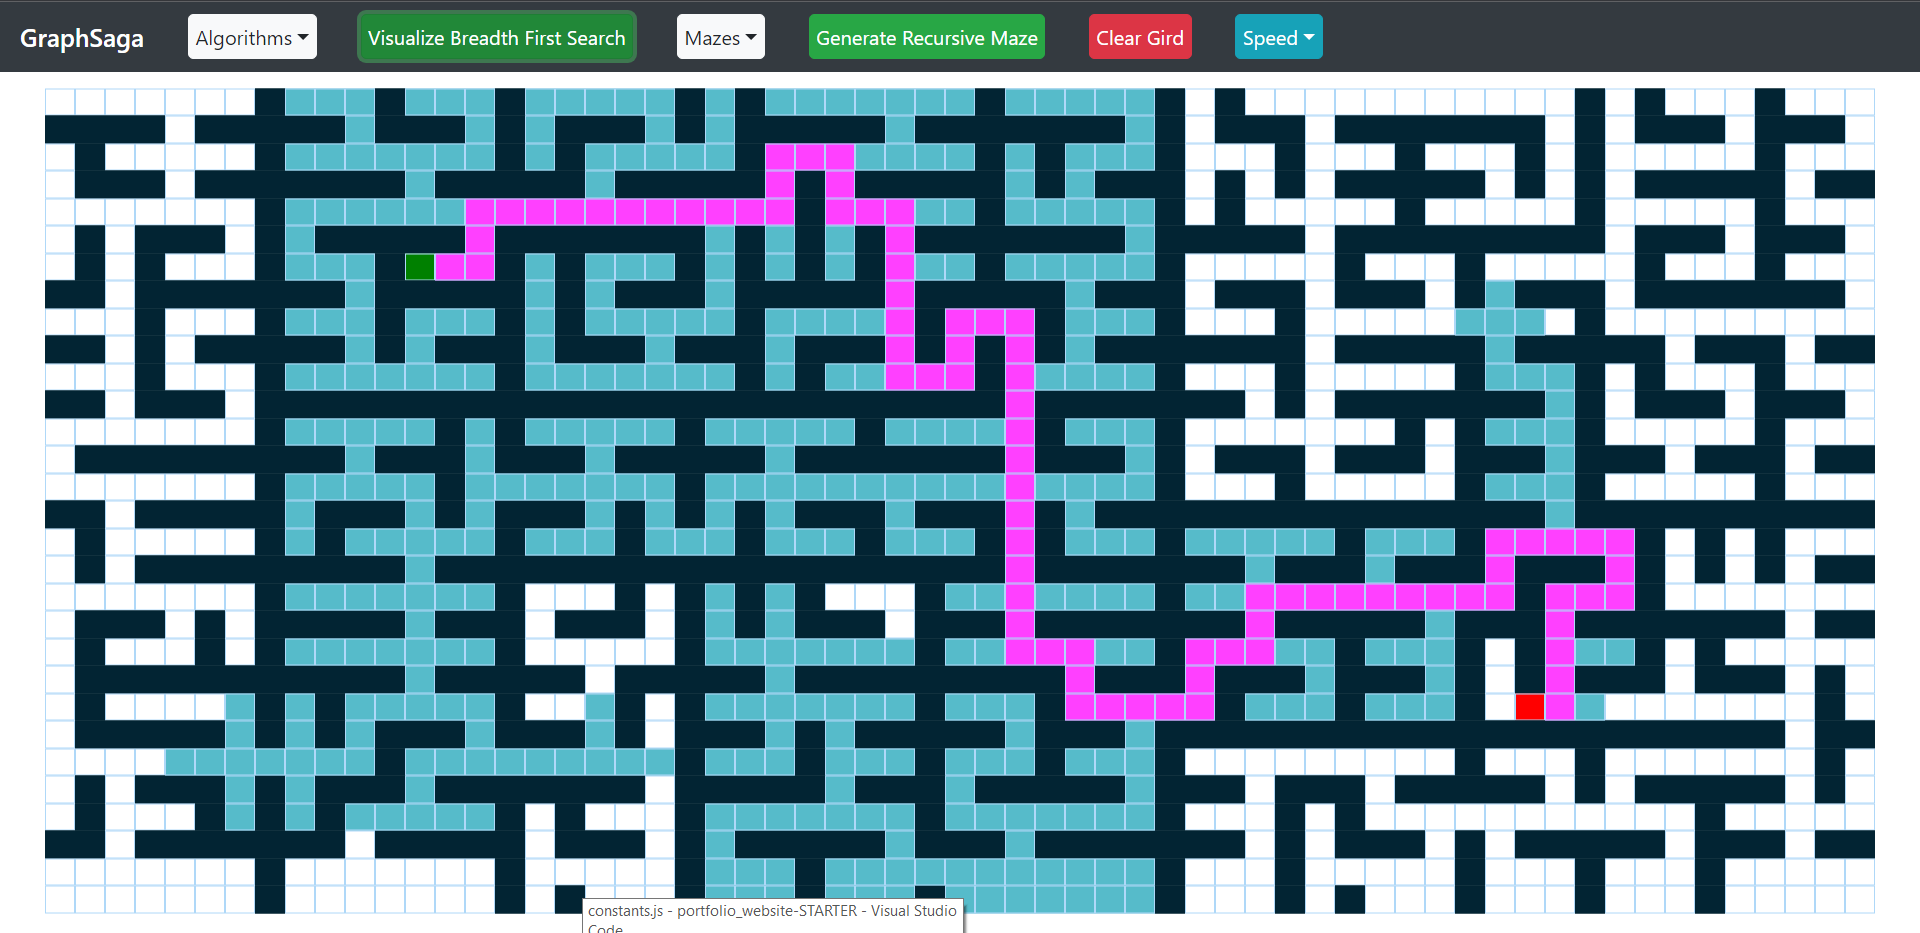 GraphSaga
Algorithms
Visualize Breadth First Search
Mazes
Generate Recursive Maze
Clear Gird
Speed
constants.js - portfolio_website-STARTER - Visual Studio
Code